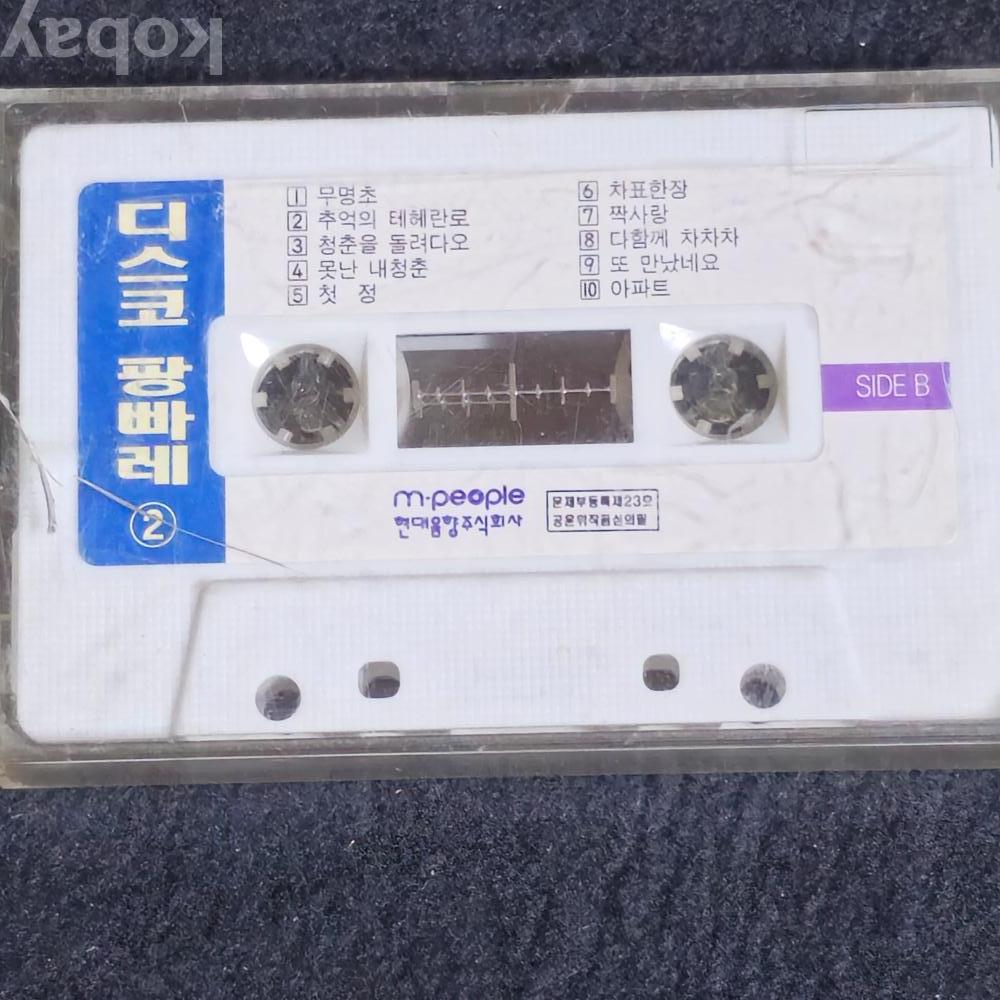 kobay
디스코 팡빠레 ②
1 무명초
2 추억의 테헤란로
3 청춘을 돌려다오
4 못난 내청춘
5 첫 정
6 차표한장
7 짝사랑
8 다함께 차차차
9 또 만났네요
10 아파트
SIDE B
m·people
현대음향주식회사
문제부등록제23호
공윤위작품심의필